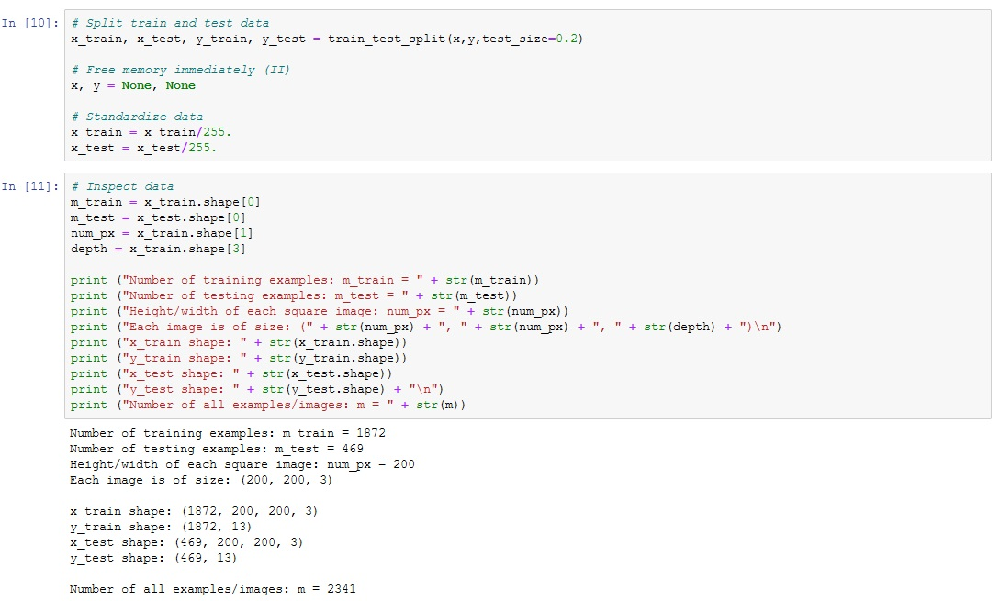 In [10]: # Split train and test data
x_train, x_test, y_train, y_test = train_test_split(x,y,test_size=0.2)
# Free memory immediately (II)
x, y = None, None
# Standardize data
x_train = x_train/255.
x_test = x_test/255.
In [11]: # Inspect data
m_train = x_train.shape[0]
m_test = x_test.shape[0]
num_px = x_train.shape[1]
depth = x_train.shape[3]
print ("Number of training examples: m_train = " + str(m_train))
print ("Number of testing examples: m_test = " + str(m_test))
print ("Height/width of each square image: num_px = " + str(num_px))
print ("Each image is of size: (" + str(num_px) + ", " + str(num_px) + ", " + str(depth) + ")\n")
print ("x_train shape: " + str(x_train.shape))
print ("y_train shape: " + str(y_train.shape))
print ("x_test shape: " + str(x_test.shape))
print ("y_test shape: " + str(y_test.shape) + "\n")
print ("Number of all examples/images: m = " + str(m))
Number of training examples: m_train = 1872
Number of testing examples: m_test = 469
Height/width of each square image: num_px = 200
Each image is of size: (200, 200, 3)
x_train shape: (1872, 200, 200, 3)
y_train shape: (1872, 13)
x_test shape: (469, 200, 200, 3)
y_test shape: (469, 13)
Number of all examples/images: m = 2341